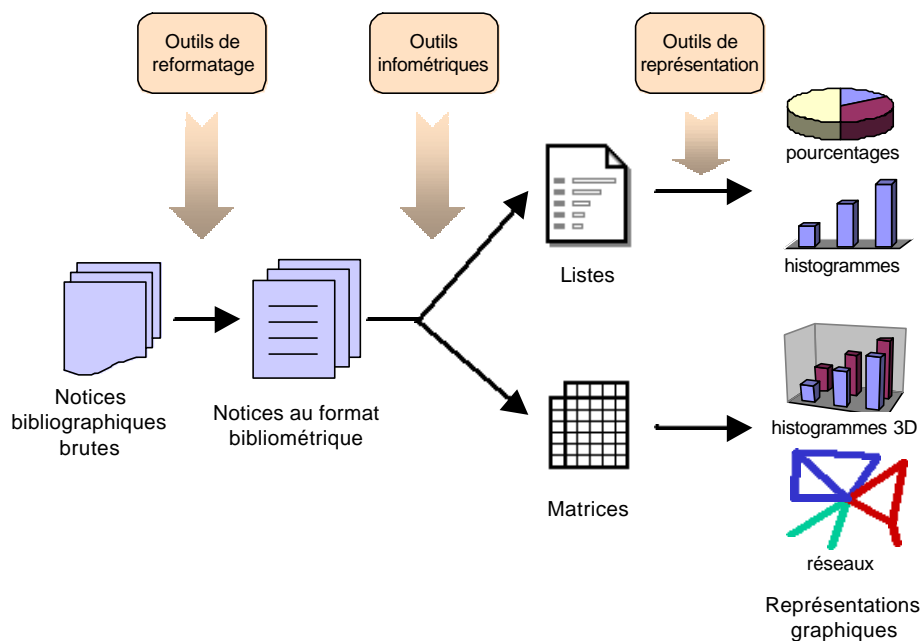 Outils de
reformatage
Outils
infométriques
Outils de
représentation
pourcentages
histogrammes
Listes
Notices
bibliographiques
brutes
Notices au format
bibliométrique
histogrammes 3D
Matrices
réseaux
Représentations
graphiques